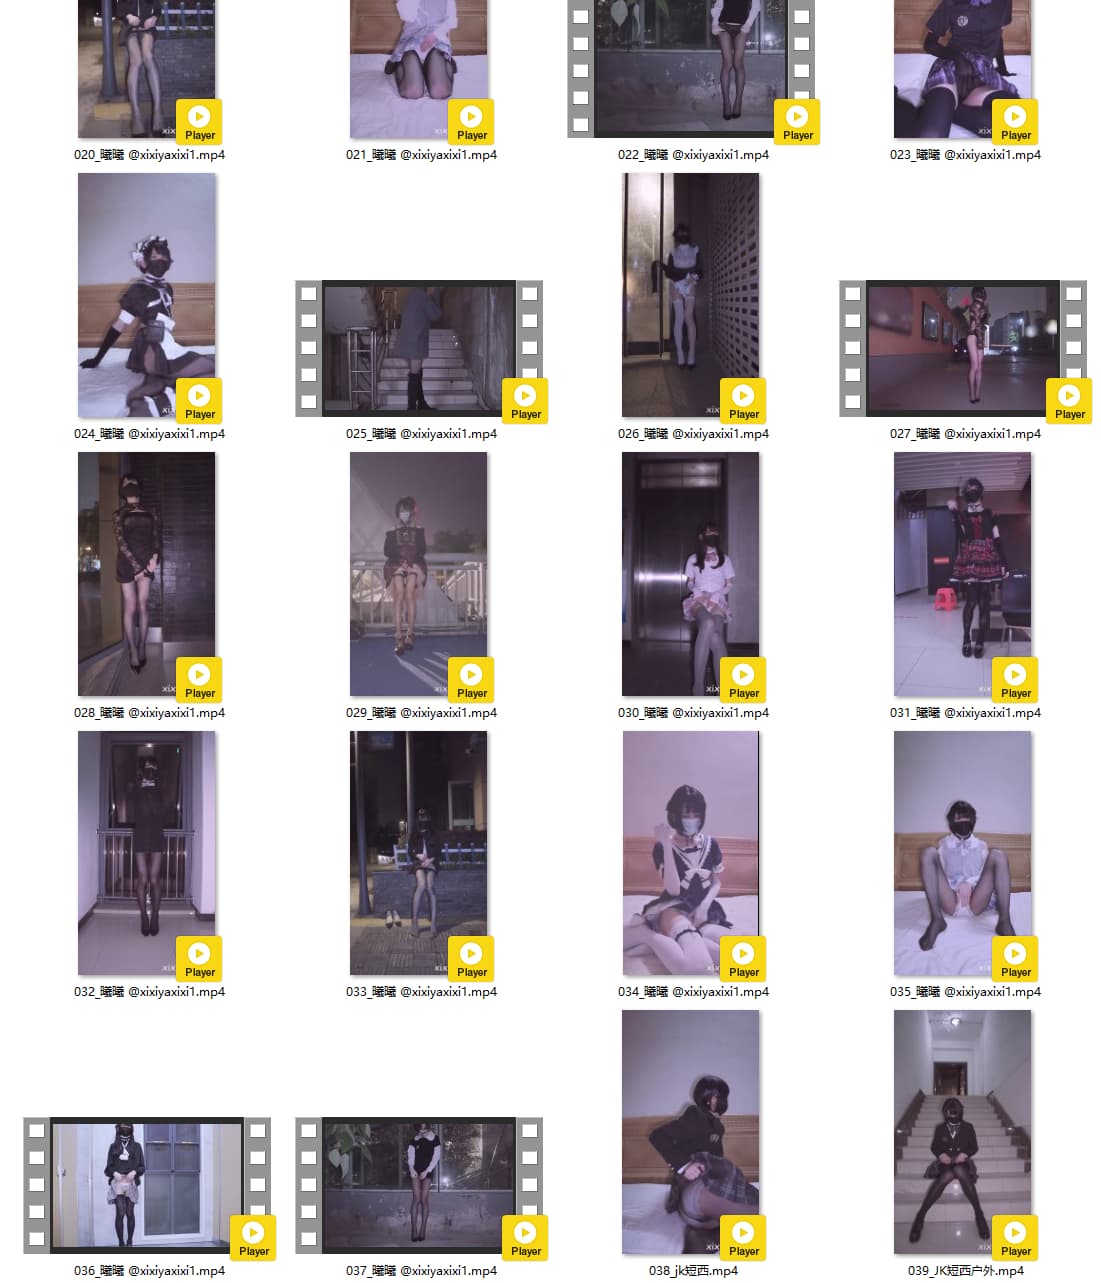 Player
Player
Player
Player
020_曦曦 @xixiyaxixi1.mp4
021_曦曦 @xixiyaxixi1.mp4
022_曦曦 @xixiyaxixi1.mp4
023_曦曦 @xixiyaxixi1.mp4
Player
Player
Player
Player
024_曦曦 @xixiyaxixi1.mp4
025_曦曦 @xixiyaxixi1.mp4
026_曦曦 @xixiyaxixi1.mp4
027_曦曦 @xixiyaxixi1.mp4
Player
Player
Player
Player
028_曦曦 @xixiyaxixi1.mp4
029_曦曦 @xixiyaxixi1.mp4
030_曦曦 @xixiyaxixi1.mp4
031_曦曦 @xixiyaxixi1.mp4
Player
Player
Player
Player
032_曦曦 @xixiyaxixi1.mp4
033_曦曦 @xixiyaxixi1.mp4
034_曦曦 @xixiyaxixi1.mp4
035_曦曦 @xixiyaxixi1.mp4
Player
Player
Player
Player
036_曦曦 @xixiyaxixi1.mp4
037_曦曦 @xixiyaxixi1.mp4
038_jk短西.mp4
039_JK短西户外.mp4